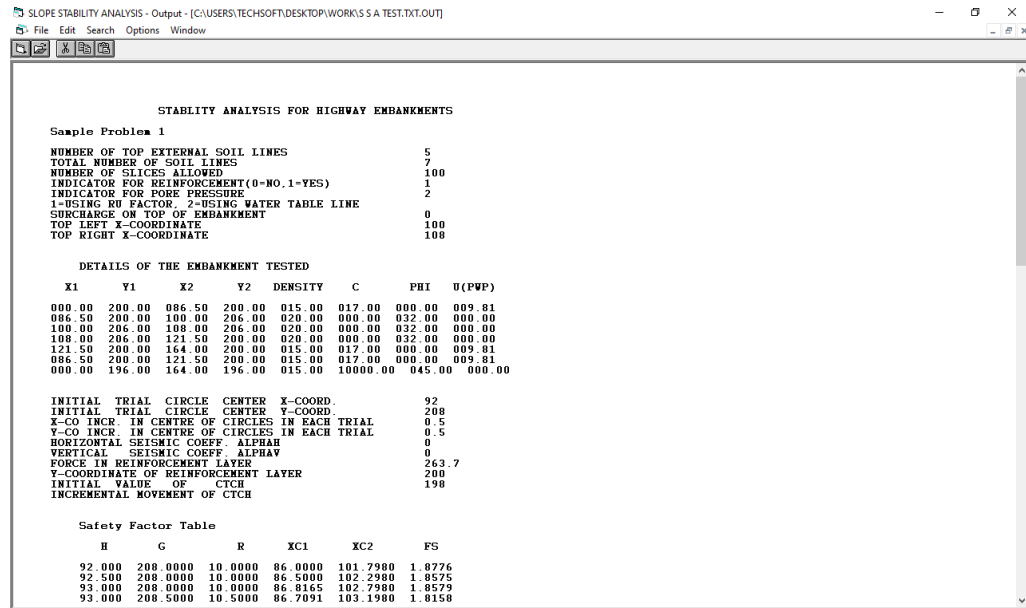 SLOPE STABILITY ANALYSIS - Output - [C:\USERS\TECHSOFT\DESKTOP\WORK\S S A TEST.TXT.OUT]
File Edit Search Options Window
STABLITY ANALYSIS FOR HIGHWAY EMBANKMENTS
Sample Problem 1
NUMBER OF TOP EXTERNAL SOIL LINES 5
TOTAL NUMBER OF SOIL LINES 7
NUMBER OF SLICES ALLOWED 100
INDICATOR FOR REINFORCEMENT(0=NO,1=YES) 1
INDICATOR FOR PORE PRESSURE 2
1=USING RU FACTOR, 2=USING WATER TABLE LINE
SURCHARGE ON TOP OF EMBANKMENT 0
TOP LEFT X-COORDINATE 100
TOP RIGHT X-COORDINATE 108
DETAILS OF THE EMBANKMENT TESTED
X1 Y1 X2 Y2 DENSITY C PHI U(PWP)
000.00 200.00 086.50 200.00 015.00 017.00 000.00 009.81
086.50 200.00 100.00 206.00 020.00 000.00 032.00 000.00
100.00 206.00 108.00 206.00 020.00 000.00 032.00 000.00
108.00 206.00 121.50 200.00 020.00 000.00 032.00 000.00
121.50 200.00 164.00 200.00 015.00 017.00 000.00 009.81
086.50 200.00 121.50 200.00 015.00 017.00 000.00 009.81
000.00 196.00 164.00 196.00 015.00 10000.00 045.00 000.00
INITIAL TRIAL CIRCLE CENTER X-COORD. 92
INITIAL TRIAL CIRCLE CENTER Y-COORD. 208
X-CO INCR. IN CENTRE OF CIRCLES IN EACH TRIAL 0.5
Y-CO INCR. IN CENTRE OF CIRCLES IN EACH TRIAL 0.5
HORIZONTAL SEISMIC COEFF. ALPHAH 0
VERTICAL SEISMIC COEFF. ALPHAV 0
FORCE IN REINFORCEMENT LAYER 263.7
Y-COORDINATE OF REINFORCEMENT LAYER 200
INITIAL VALUE OF CTCH 198
INCREMENTAL MOVEMENT OF CTCH
Safety Factor Table
H G R XC1 XC2 FS
92.000 208.0000 10.0000 86.0000 101.7980 1.8776
92.500 208.0000 10.0000 86.5000 102.2980 1.8575
93.000 208.0000 10.0000 86.8165 102.7980 1.8579
93.000 208.5000 10.5000 86.7091 103.1980 1.8158